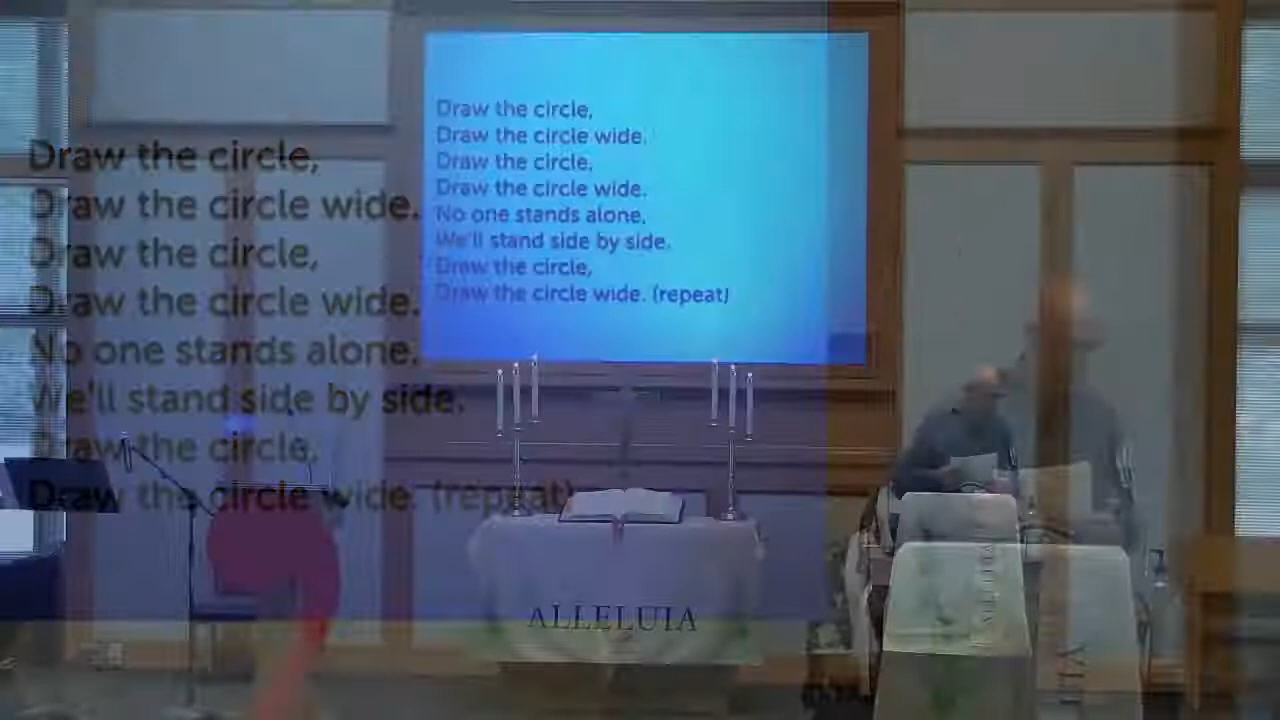 Draw the circle,
Draw the circle wide.
Draw the circle,
Draw the circle wide.
No one stands alone,
We'll stand side by side.
Draw the circle,
Draw the circle wide. (repeat)
Draw the circle,
Draw the circle wide.
Draw the circle,
Draw the circle wide.
No one stands alone.
We'll stand side by side.
Draw the circle,
Draw the circle wide. (repeat)
ALLELUIA